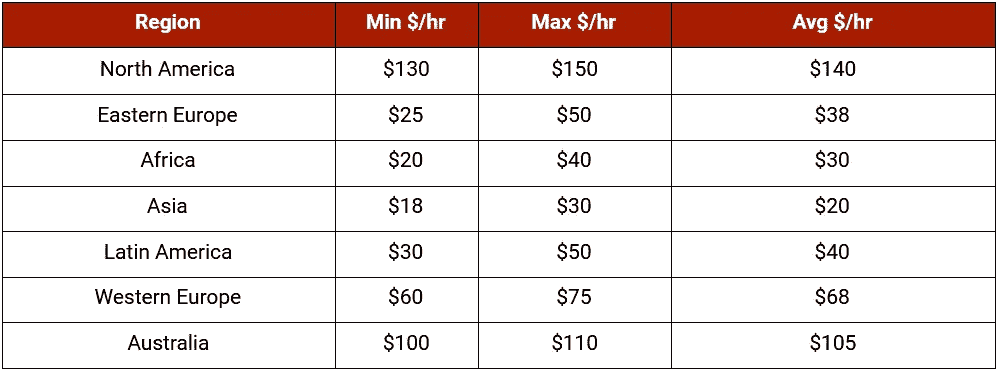 Region Min $/hr Max $/hr Avg $/hr
North America $130 $150 $140
Eastern Europe $25 $50 $38
Africa $20 $40 $30
Asia $18 $30 $20
Latin America $30 $50 $40
Western Europe $60 $75 $68
Australia $100 $110 $105